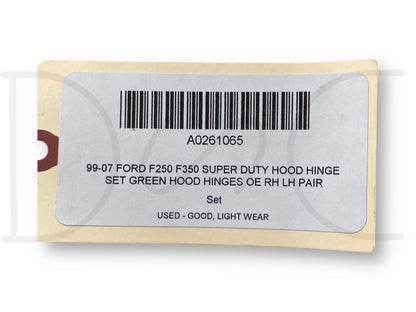 A0261065
99-07 FORD F250 F350 SUPER DUTY HOOD HINGE
SET GREEN HOOD HINGES OE RH LH PAIR
Set
USED - GOOD, LIGHT WEAR